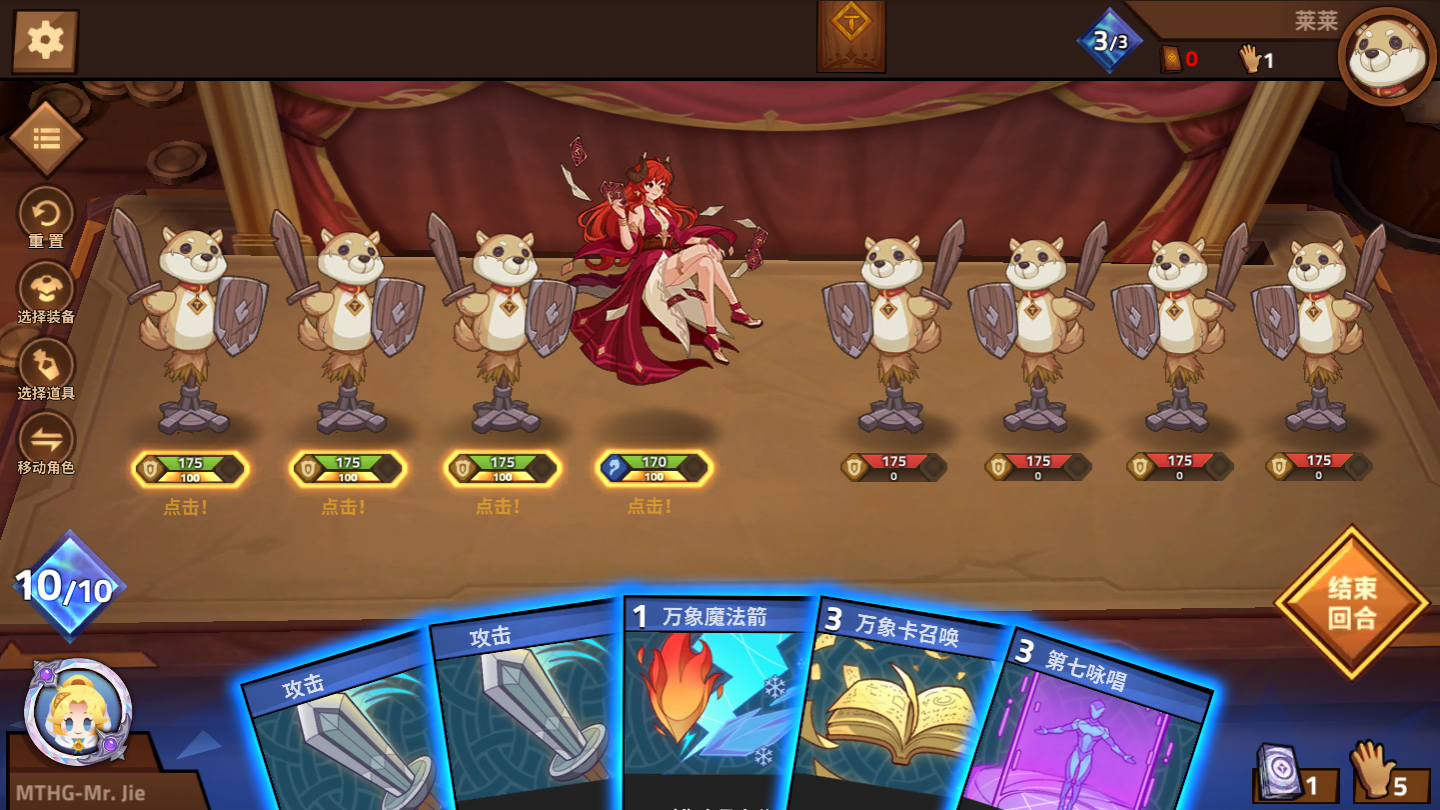 莱莱
3/3
0
1
重置
选择装备
选择道具
移动角色
175
100
175
100
175
100
170
100
175
0
175
0
175
0
175
0
点击!
点击!
点击!
点击!
10/10
结束
回合
攻击
攻击
1 万象魔法箭
3 万象卡召唤
3 第七咏唱
MTHG-Mr. Jie
1
5